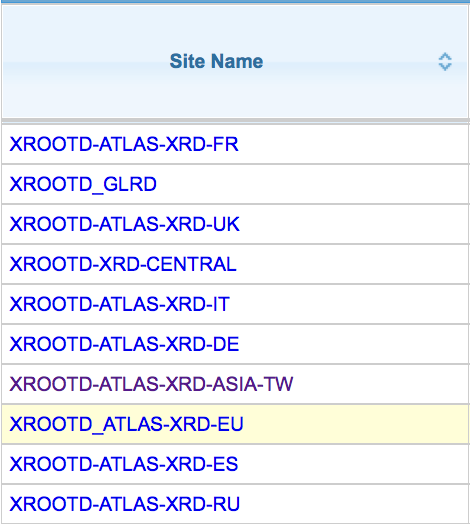 Site Name
XROOTD-ATLAS-XRD-FR
XROOTD_GLRD
XROOTD-ATLAS-XRD-UK
XROOTD-XRD-CENTRAL
XROOTD-ATLAS-XRD-IT
XROOTD-ATLAS-XRD-DE
XROOTD-ATLAS-XRD-ASIA-TW
XROOTD_ATLAS-XRD-EU
XROOTD-ATLAS-XRD-ES
XROOTD-ATLAS-XRD-RU